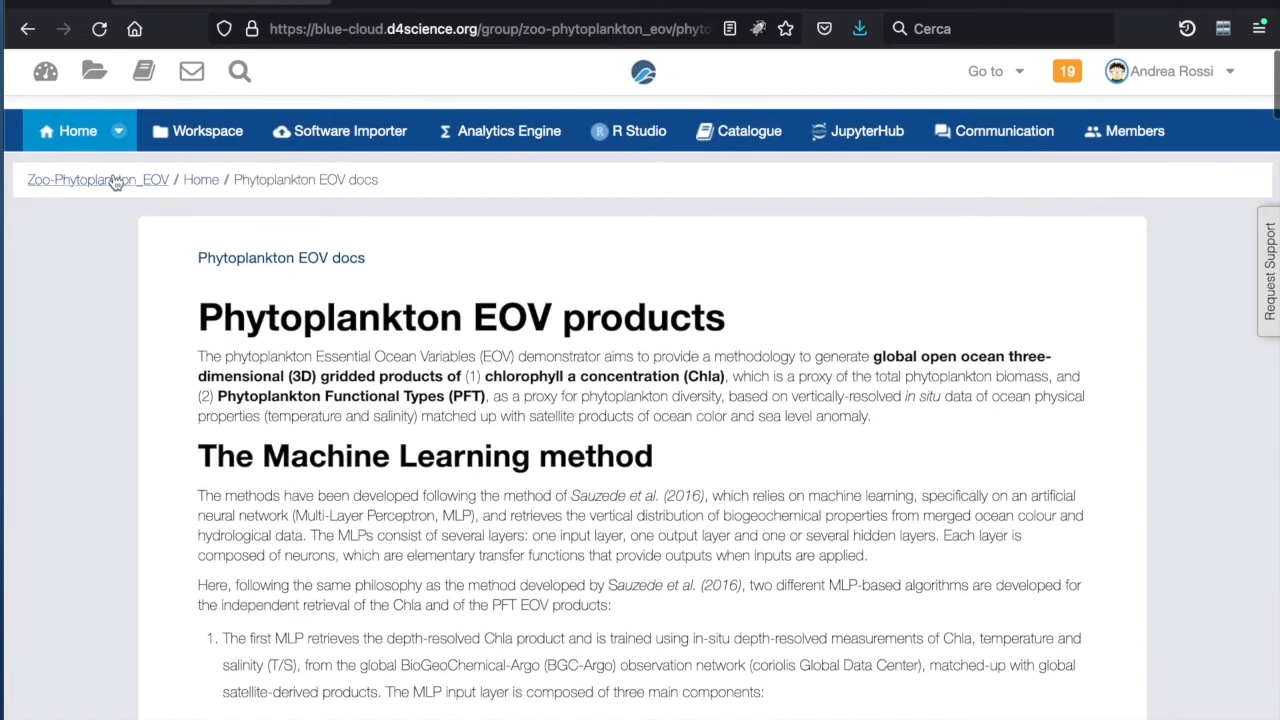 https://blue-cloud.d4science.org/group/zoo-phytoplankton_eov/phyto
Cerca
Go to
19
Andrea Rossi
Home
Workspace
Software Importer
Analytics Engine
R Studio
Catalogue
JupyterHub
Communication
Members
Zoo-Phytoplankton_EOV / Home / Phytoplankton EOV docs
Request Support
Phytoplankton EOV docs
Phytoplankton EOV products
The phytoplankton Essential Ocean Variables (EOV) demonstrator aims to provide a methodology to generate global open ocean three-
dimensional (3D) gridded products of (1) chlorophyll a concentration (Chla), which is a proxy of the total phytoplankton biomass, and
(2) Phytoplankton Functional Types (PFT), as a proxy for phytoplankton diversity, based on vertically-resolved in situ data of ocean physical
properties (temperature and salinity) matched up with satellite products of ocean color and sea level anomaly.
The Machine Learning method
The methods have been developed following the method of Sauzede et al. (2016), which relies on machine learning, specifically on an artificial
neural network (Multi-Layer Perceptron, MLP), and retrieves the vertical distribution of biogeochemical properties from merged ocean colour and
hydrological data. The MLPs consist of several layers: one input layer, one output layer and one or several hidden layers. Each layer is
composed of neurons, which are elementary transfer functions that provide outputs when inputs are applied.
Here, following the same philosophy as the method developed by Sauzede et al. (2016), two different MLP-based algorithms are developed for
the independent retrieval of the Chla and of the PFT EOV products:
1. The first MLP retrieves the depth-resolved Chla product and is trained using in-situ depth-resolved measurements of Chla, temperature and
salinity (T/S), from the global BioGeoChemical-Argo (BGC-Argo) observation network (coriolis Global Data Center), matched-up with global
satellite-derived products. The MLP input layer is composed of three main components: